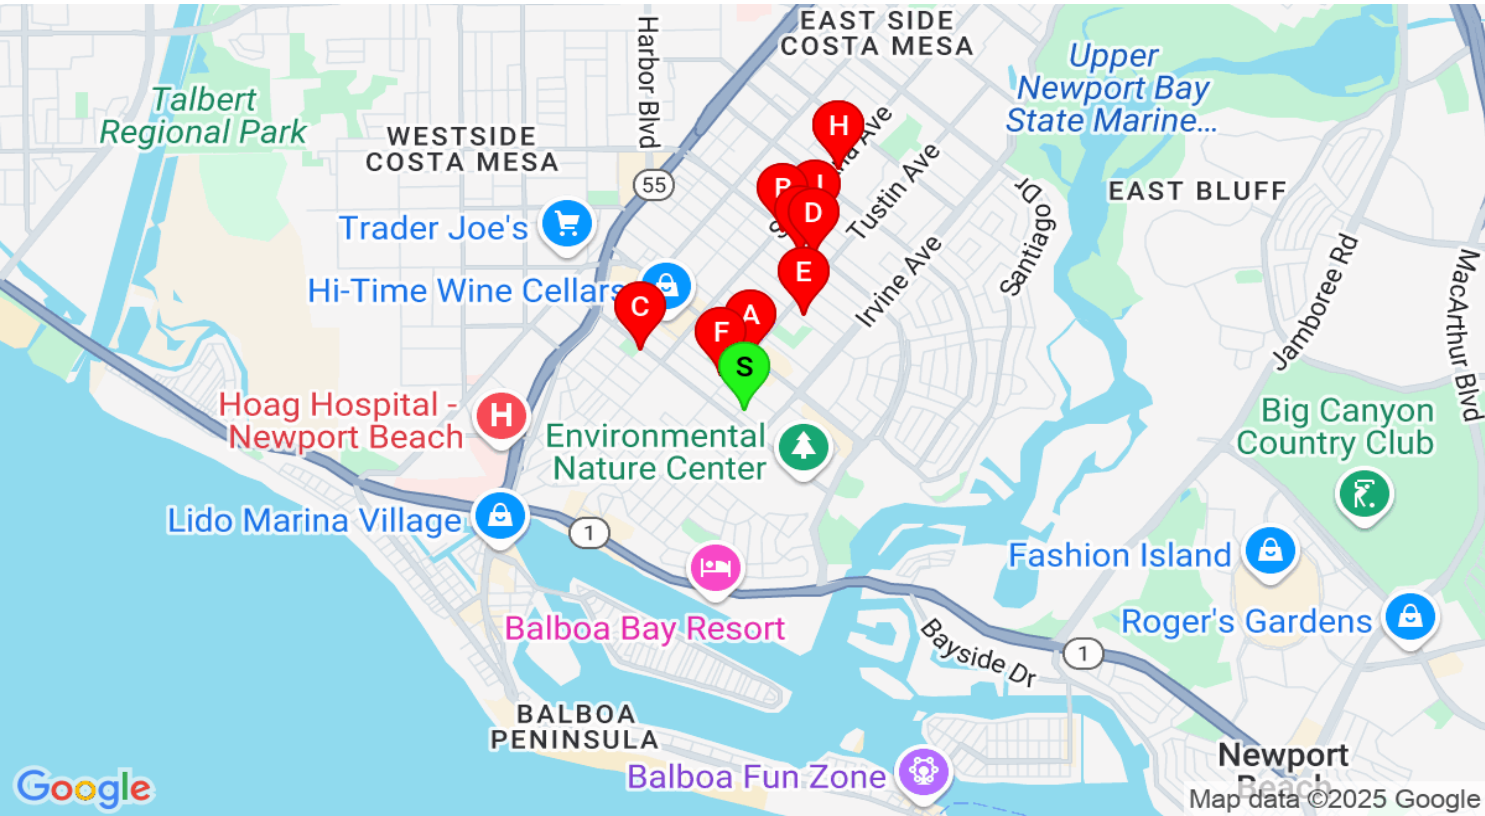 EAST SIDE
COSTA MESA
Harbor Blvd
Upper
Newport Bay
State Marine...
Talbert
Regional Park
WESTSIDE
COSTA MESA
H
Tustin Ave
55
EAST BLUFF
Santiago Dr
Trader Joe's
D
Irvine Ave
Jamboree Rd
MacArthur Blvd
Hi-Time Wine Cellars
E
C
A
F
S
Hoag Hospital -
Newport Beach
H
Environmental
Nature Center
Big Canyon
Country Club
Lido Marina Village
1
Fashion Island
Balboa Bay Resort
Roger's Gardens
Bayside Dr
1
BALBOA
PENINSULA
Balboa Fun Zone
Newport
Beach
Google
Map data ©2025 Google